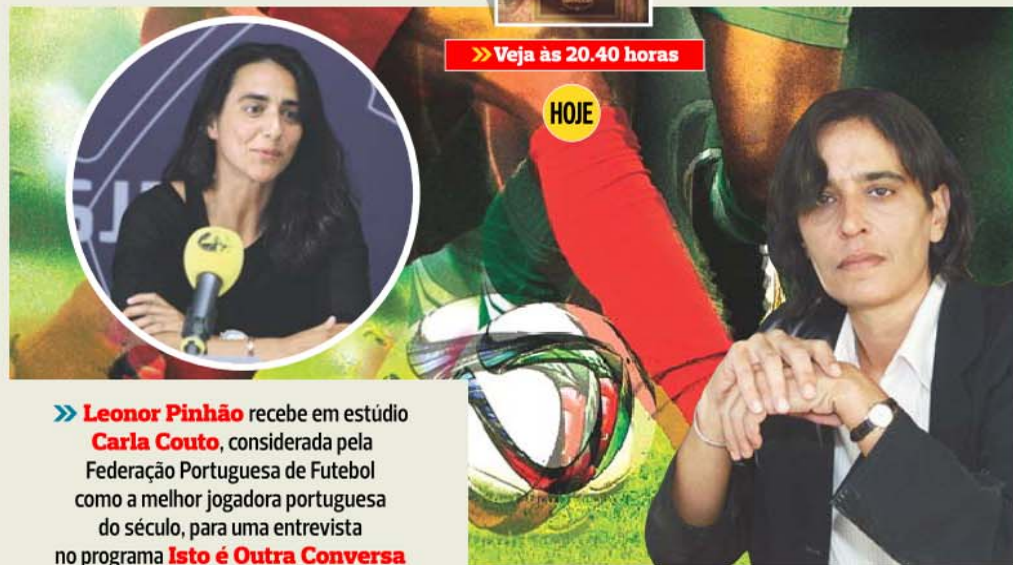 >> Veja às 20.40 horas
HOJE
>> Leonor Pinhão recebe em estúdio
Carla Couto, considerada pela
Federação Portuguesa de Futebol
como a melhor jogadora portuguesa
do século, para uma entrevista
no programa Isto é Outra Conversa